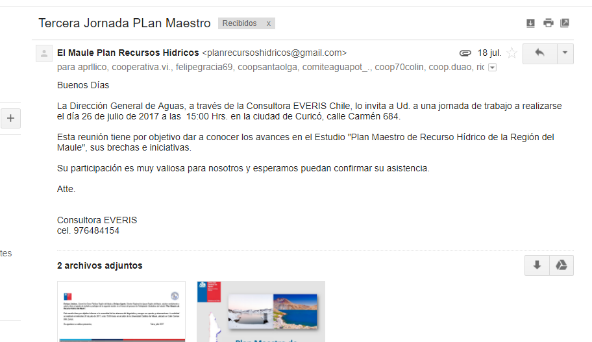 Tercera Jornada PLan Maestro Recibidos x
El Maule Plan Recursos Hidricos <planrecursoshidricos@gmail.com> 18 jul.
para aprllico, cooperativa.vi., felipegracia69, coopsantaolga, comiteaguapot_., coop70colin, coop.duao, ric
Buenos Días
La Dirección General de Aguas, a través de la Consultora EVERIS Chile, lo invita a Ud. a una jornada de trabajo a realizarse
el día 26 de julio de 2017 a las 15:00 Hrs. en la ciudad de Curicó, calle Carmén 684.
Esta reunión tiene por objetivo dar a conocer los avances en el Estudio "Plan Maestro de Recurso Hídrico de la Región del
Maule", sus brechas e iniciativas.
Su participación es muy valiosa para nosotros y esperamos puedan confirmar su asistencia.
Atte.
Consultora EVERIS
cel. 976484154
tes
2 archivos adjuntos